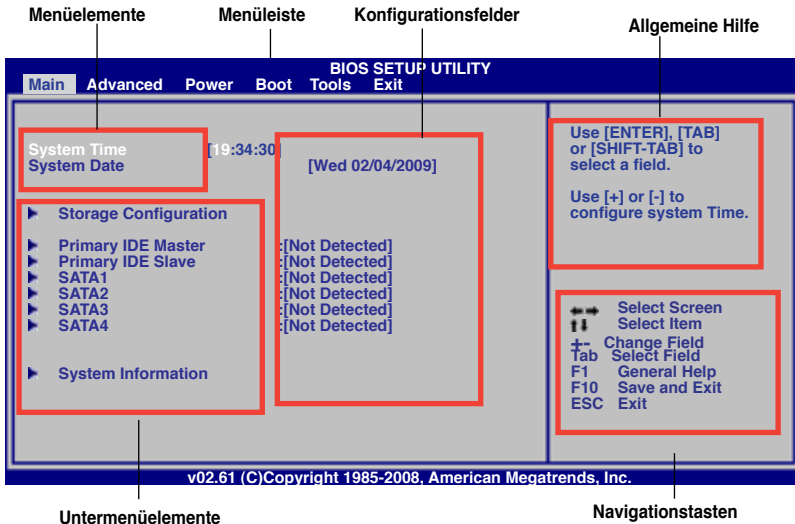 Menüelemente Menüleiste Konfigurationsfelder Allgemeine Hilfe
BIOS SETUP UTILITY
Main Advanced Power Boot Tools Exit
System Time [19:34:30]
System Date [Wed 02/04/2009]
Storage Configuration
Primary IDE Master :[Not Detected]
Primary IDE Slave :[Not Detected]
SATA1 :[Not Detected]
SATA2 :[Not Detected]
SATA3 :[Not Detected]
SATA4 :[Not Detected]
System Information
Use [ENTER], [TAB]
or [SHIFT-TAB] to
select a field.
Use [+] or [-] to
configure system Time.
←→ Select Screen
↑↓ Select Item
+- Change Field
Tab Select Field
F1 General Help
F10 Save and Exit
ESC Exit
v02.61 (C)Copyright 1985-2008, American Megatrends, Inc.
Untermenüelemente Navigationstasten